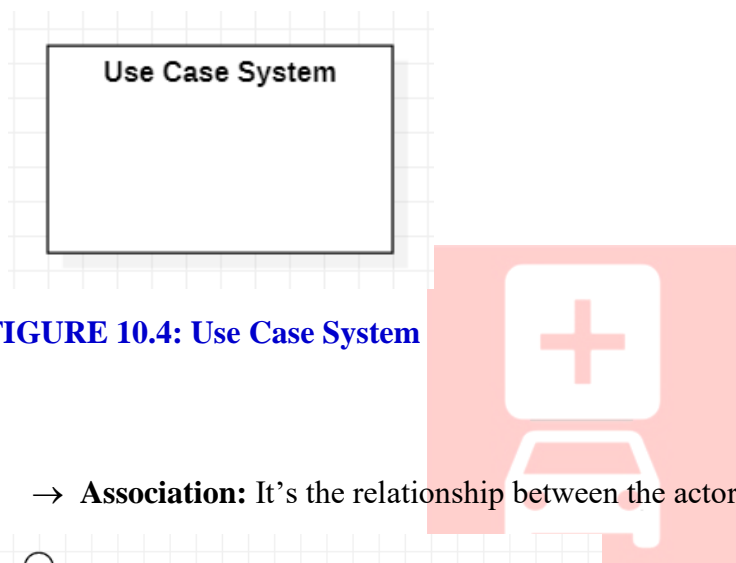 Use Case System
FIGURE 10.4: Use Case System
→ Association: It’s the relationship between the actor